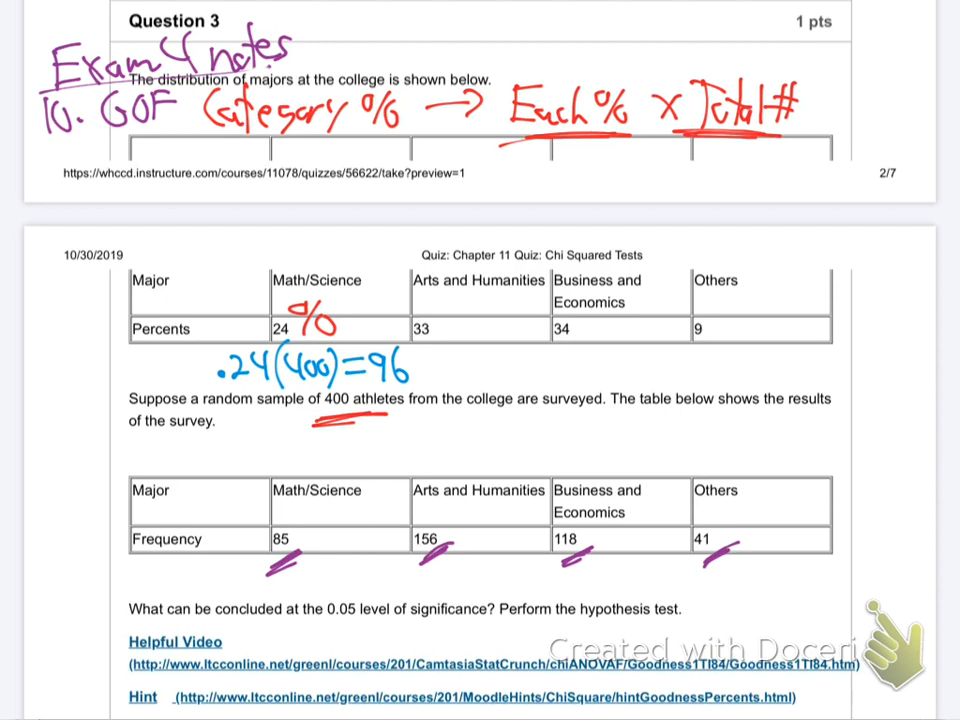 Question 3 1 pts
Exam 4 notes
The distribution of majors at the college is shown below.
10. GOF Category % → Each % x Total #
https://whccd.instructure.com/courses/11078/quizzes/56622/take?preview=1 2/7
10/30/2019 Quiz: Chapter 11 Quiz: Chi Squared Tests
Major Math/Science Arts and Humanities Business and Economics Others
Percents 24 % 33 34 9
.24(400)=96
Suppose a random sample of 400 athletes from the college are surveyed. The table below shows the results
of the survey.
Major Math/Science Arts and Humanities Business and Economics Others
Frequency 85 156 118 41
What can be concluded at the 0.05 level of significance? Perform the hypothesis test.
Created with Doceri
Helpful Video
(http://www.ltcconline.net/greenl/courses/201/CamtasiaStatCrunch/chiANOVAF/Goodness1TI84/Goodness1TI84.htm)
Hint (http://www.ltcconline.net/greenl/courses/201/MoodleHints/ChiSquare/hintGoodnessPercents.html)